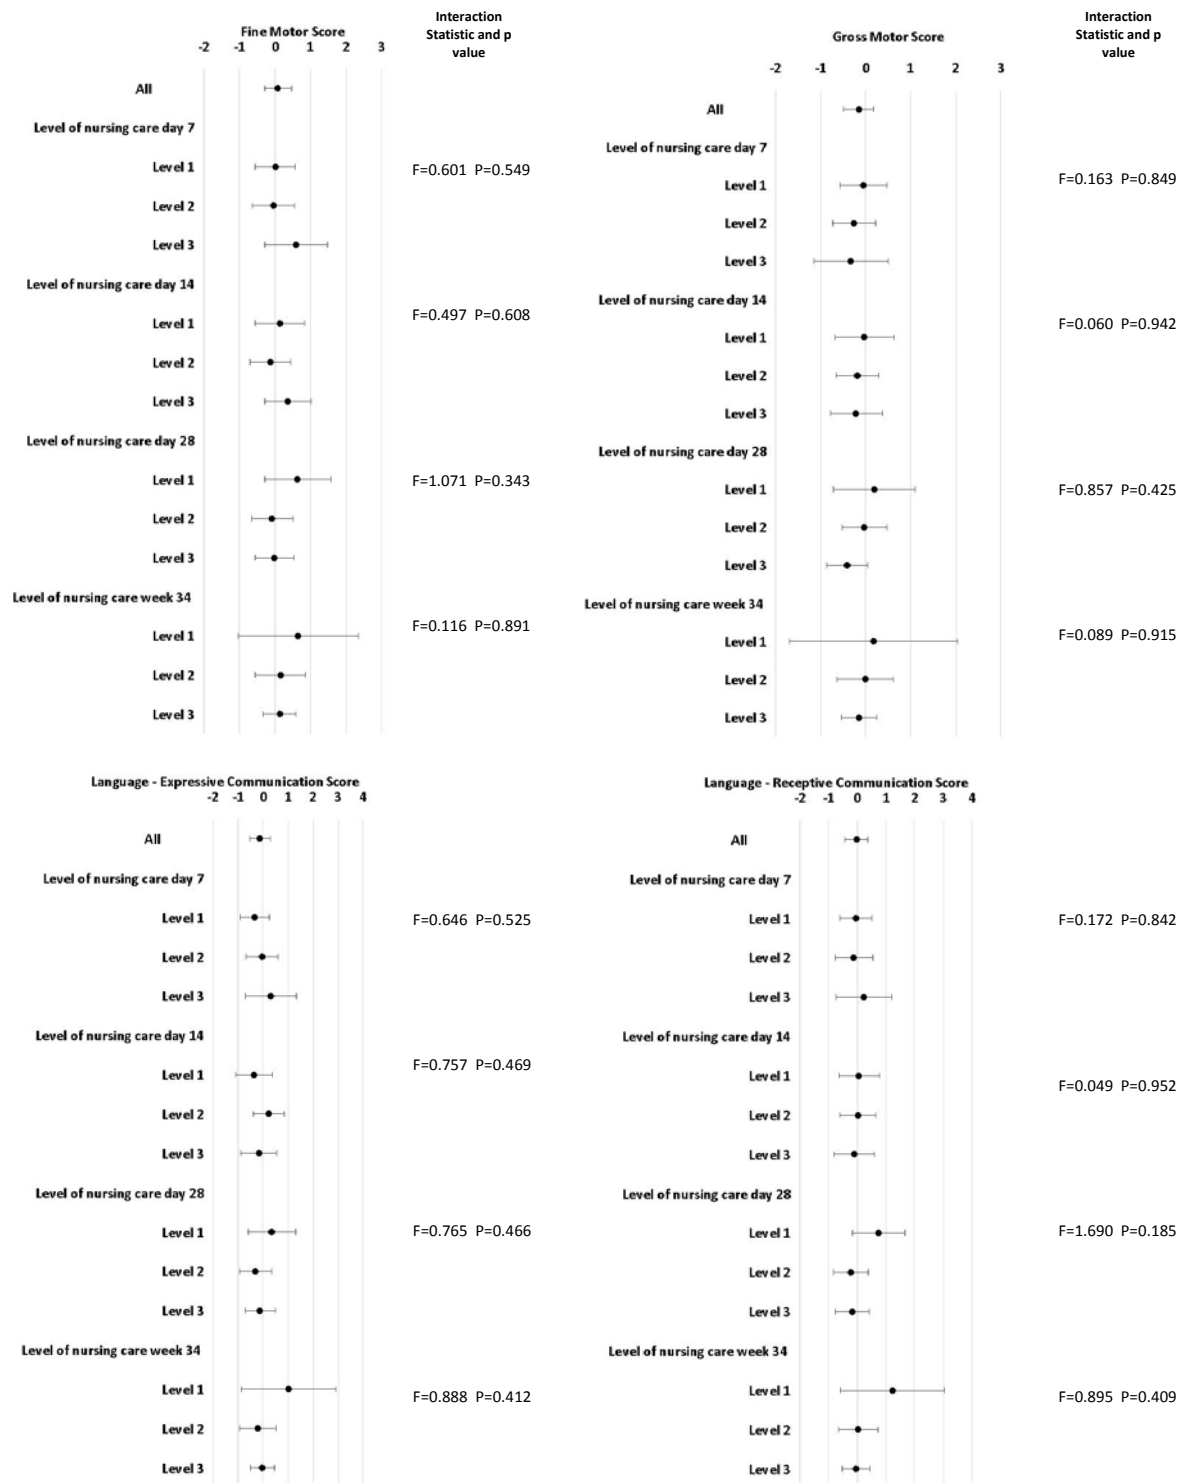 Fine Motor Score
-2 -1 0 1 2 3
Interaction
Statistic and p
value
All
Level of nursing care day 7
Level 1
F=0.601 P=0.549
Level 2
Level 3
Level of nursing care day 14
Level 1
F=0.497 P=0.608
Level 2
Level 3
Level of nursing care day 28
Level 1
F=1.071 P=0.343
Level 2
Level 3
Level of nursing care week 34
Level 1
F=0.116 P=0.891
Level 2
Level 3
Gross Motor Score
-2 -1 0 1 2 3
Interaction
Statistic and p
value
All
Level of nursing care day 7
Level 1
F=0.163 P=0.849
Level 2
Level 3
Level of nursing care day 14
Level 1
F=0.060 P=0.942
Level 2
Level 3
Level of nursing care day 28
Level 1
F=0.857 P=0.425
Level 2
Level 3
Level of nursing care week 34
Level 1
F=0.089 P=0.915
Level 2
Level 3
Language - Expressive Communication Score
-2 -1 0 1 2 3 4
All
Level of nursing care day 7
Level 1
F=0.646 P=0.525
Level 2
Level 3
Level of nursing care day 14
Level 1
F=0.757 P=0.469
Level 2
Level 3
Level of nursing care day 28
Level 1
F=0.765 P=0.466
Level 2
Level 3
Level of nursing care week 34
Level 1
F=0.888 P=0.412
Level 2
Level 3
Language - Receptive Communication Score
-2 -1 0 1 2 3 4
All
Level of nursing care day 7
Level 1
F=0.172 P=0.842
Level 2
Level 3
Level of nursing care day 14
Level 1
F=0.049 P=0.952
Level 2
Level 3
Level of nursing care day 28
Level 1
F=1.690 P=0.185
Level 2
Level 3
Level of nursing care week 34
Level 1
F=0.895 P=0.409
Level 2
Level 3